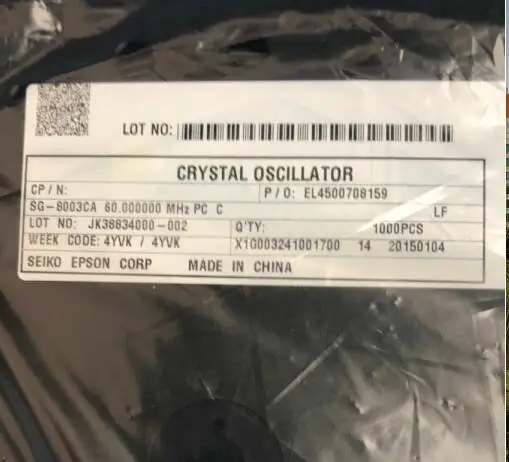 LOT NO:
CRYSTAL OSCILLATOR
CP/N: P/O: EL4500708159
SG-8003CA 60.000000 MHz PC C LF
LOT NO: JK38834000-002 Q'TY: 1000PCS
WEEK CODE: 4YVK / 4YVK X1G003241001700 14 20150104
SEIKO EPSON CORP MADE IN CHINA